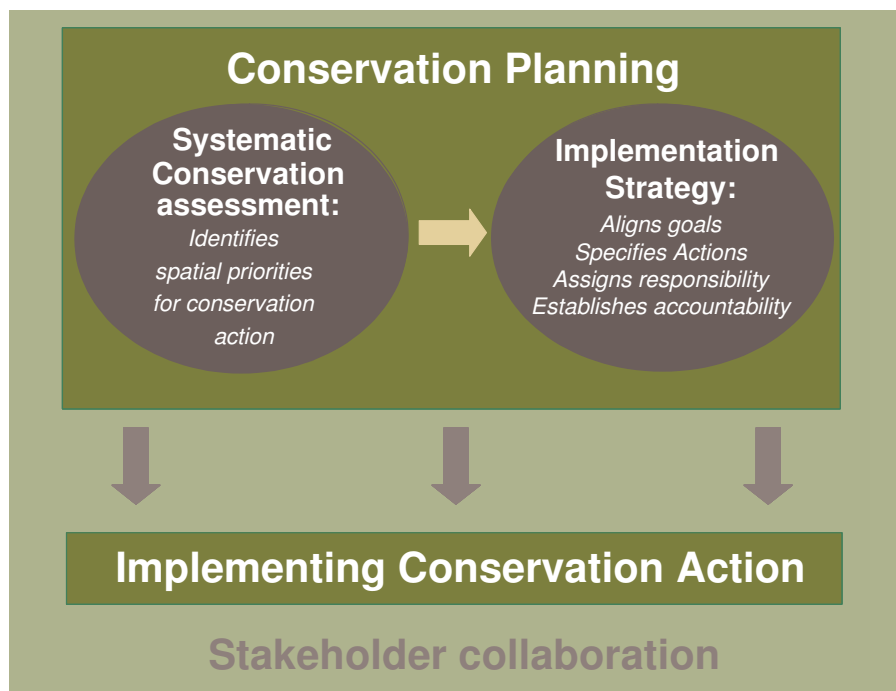 Conservation Planning
Systematic
Conservation
assessment:
Identifies
spatial priorities
for conservation
action
Implementation
Strategy:
Aligns goals
Specifies Actions
Assigns responsibility
Establishes accountability
Implementing Conservation Action
Stakeholder collaboration